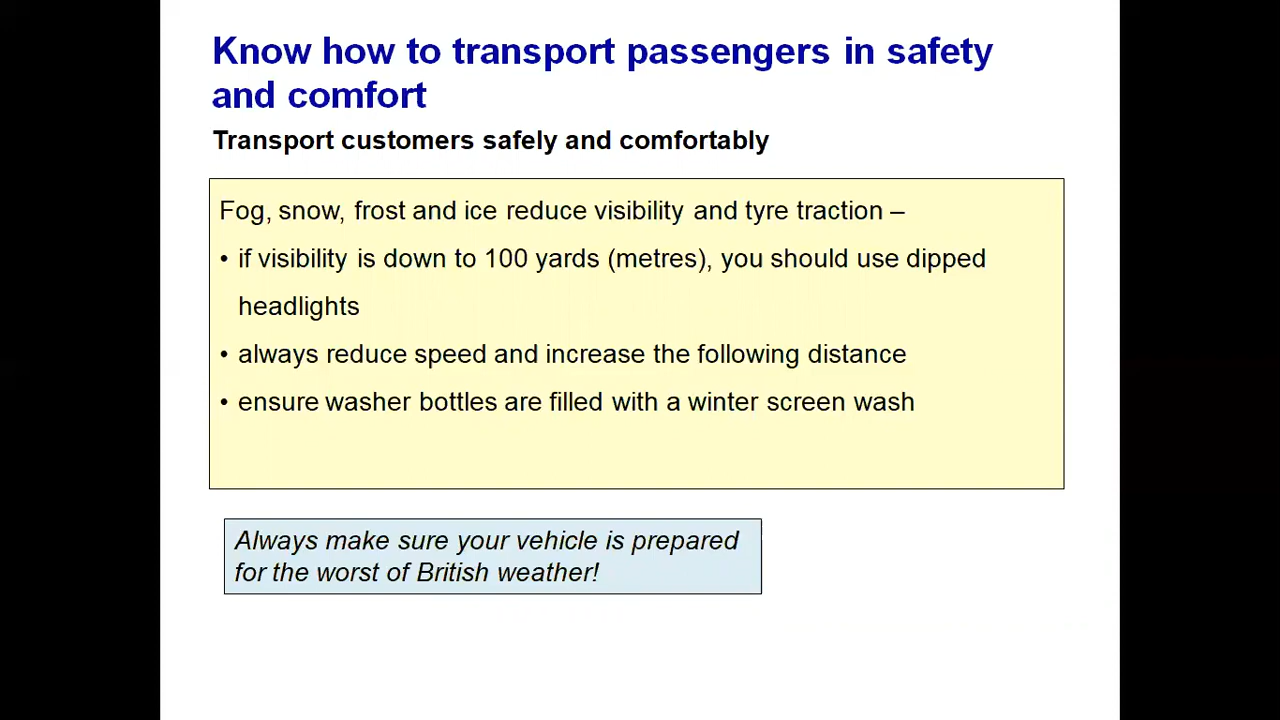 Know how to transport passengers in safety
and comfort
Transport customers safely and comfortably
Fog, snow, frost and ice reduce visibility and tyre traction –
• if visibility is down to 100 yards (metres), you should use dipped
headlights
• always reduce speed and increase the following distance
• ensure washer bottles are filled with a winter screen wash
Always make sure your vehicle is prepared
for the worst of British weather!